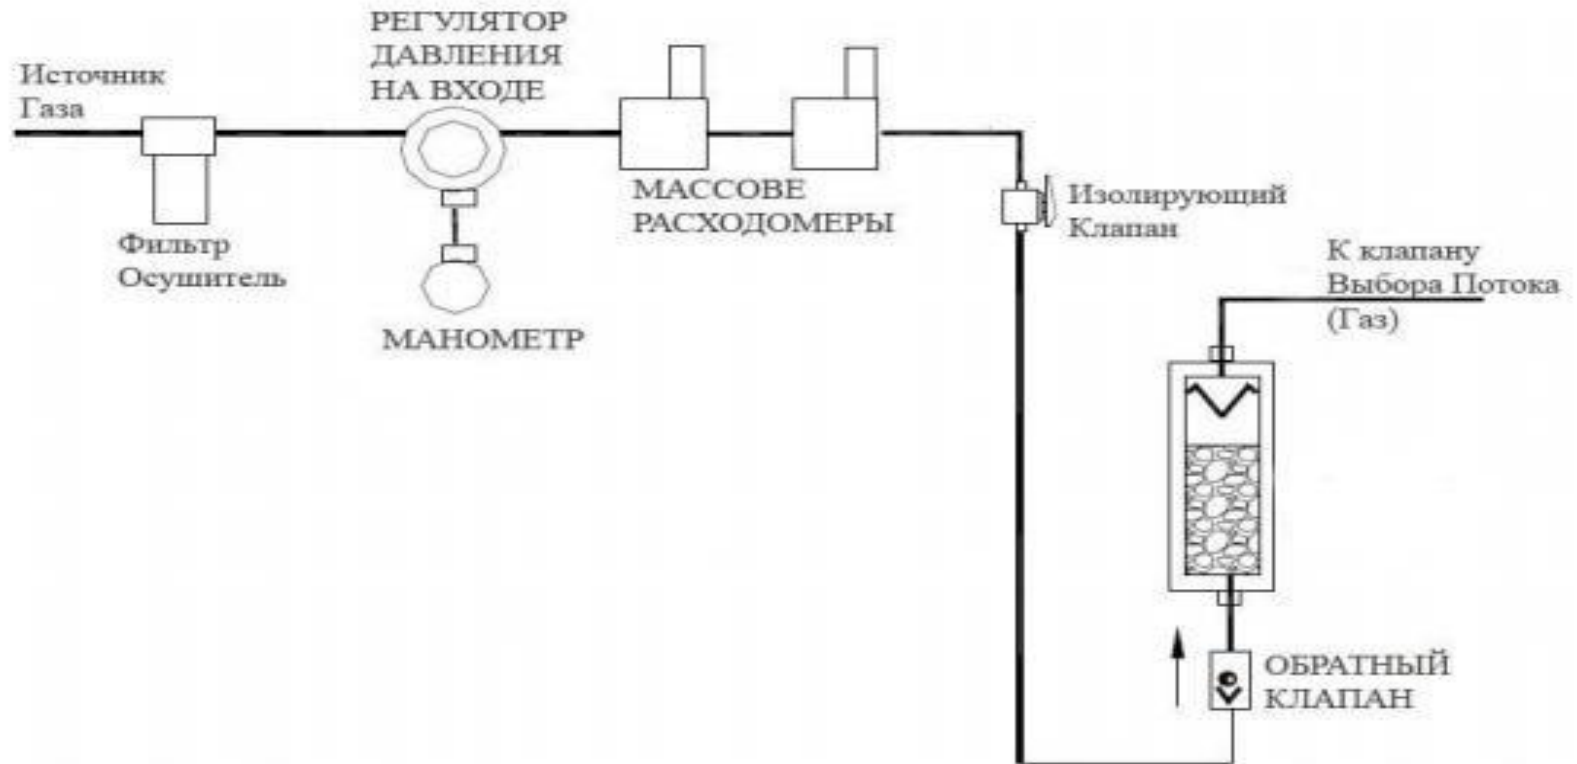 РЕГУЛЯТОР
ДАВЛЕНИЯ
НА ВХОДЕ
Источник
Газа
Фильтр
Осушитель
МАНОМЕТР
МАССОВЕ
РАСХОДОМЕРЫ
Изолирующий
Клапан
К клапану
Выбора Потока
(Газ)
ОБРАТНЫЙ
КЛАПАН